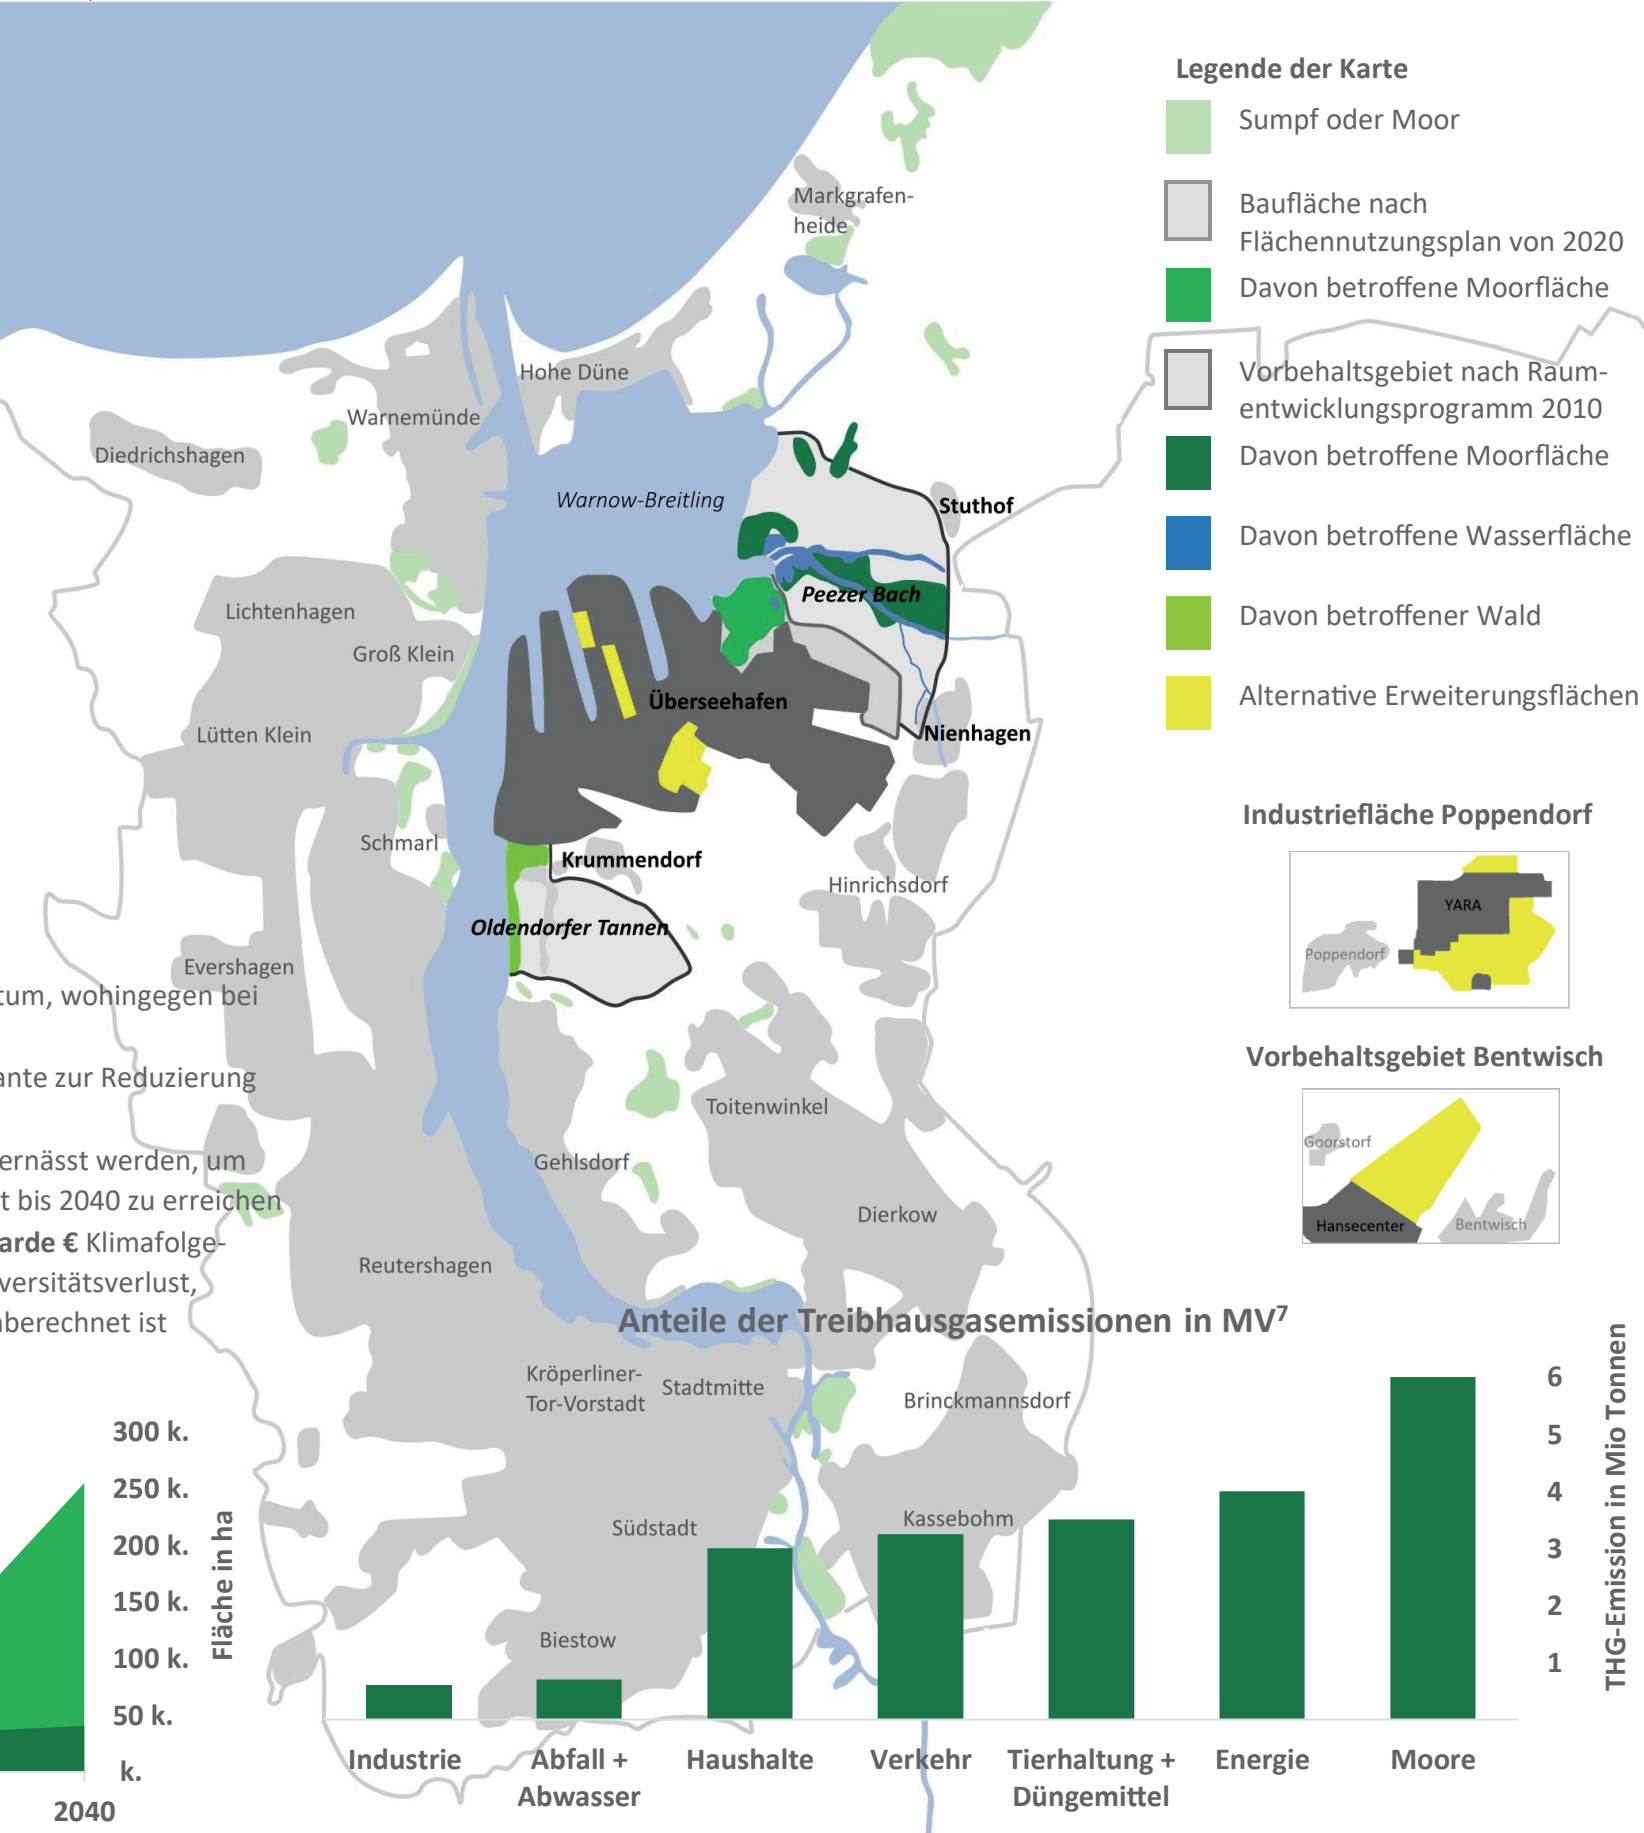 Legende der Karte
Sumpf oder Moor
Baufläche nach
Flächennutzungsplan von 2020
Davon betroffene Moorfläche
Vorbehaltsgebiet nach Raum-
entwicklungsprogramm 2010
Davon betroffene Moorfläche
Davon betroffene Wasserfläche
Davon betroffener Wald
Alternative Erweiterungsflächen
Markgrafen-
heide
Hohe Düne
Warnemünde
Diedrichshagen
Warnow-Breitling
Stuthof
Peezer Bach
Lichtenhagen
Groß Klein
Überseehafen
Lütten Klein
Nienhagen
Schmarl
Krummendorf
Hinrichsdorf
Oldendorfer Tannen
Evershagen
Toitenwinkel
Gehlsdorf
Dierkow
Reutershagen
Kröperliner-
Tor-Vorstadt
Stadtmitte
Brinckmannsdorf
Südstadt
Kassebohm
Biestow
Industriefläche Poppendorf
YARA
Poppendorf
Vorbehaltsgebiet Bentwisch
Goorstorf
Hansecenter
Bentwisch
tum, wohingegen bei
ante zur Reduzierung
ernässt werden, um
t bis 2040 zu erreichen
arde € Klimafolge-
versitätsverlust,
nberechnet ist
300 k.
250 k.
200 k.
150 k.
100 k.
50 k.
k.
Fläche in ha
2040
Anteile der Treibhausgasemissionen in MV⁷
6
5
4
3
2
1
THG-Emission in Mio Tonnen
Industrie
Abfall +
Abwasser
Haushalte
Verkehr
Tierhaltung +
Düngemittel
Energie
Moore